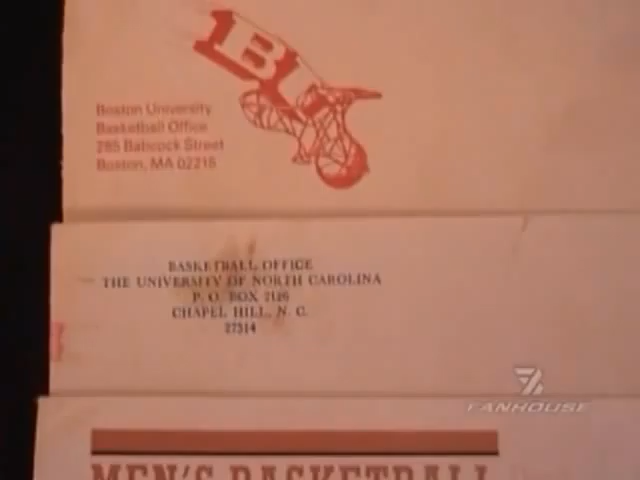 BU
Boston University
Basketball Office
285 Babcock Street
Boston, MA 02215
BASKETBALL OFFICE
THE UNIVERSITY OF NORTH CAROLINA
P. O. BOX 2126
CHAPEL HILL, N. C.
27514
FANHOUSE
MEN'S BASKETBALL